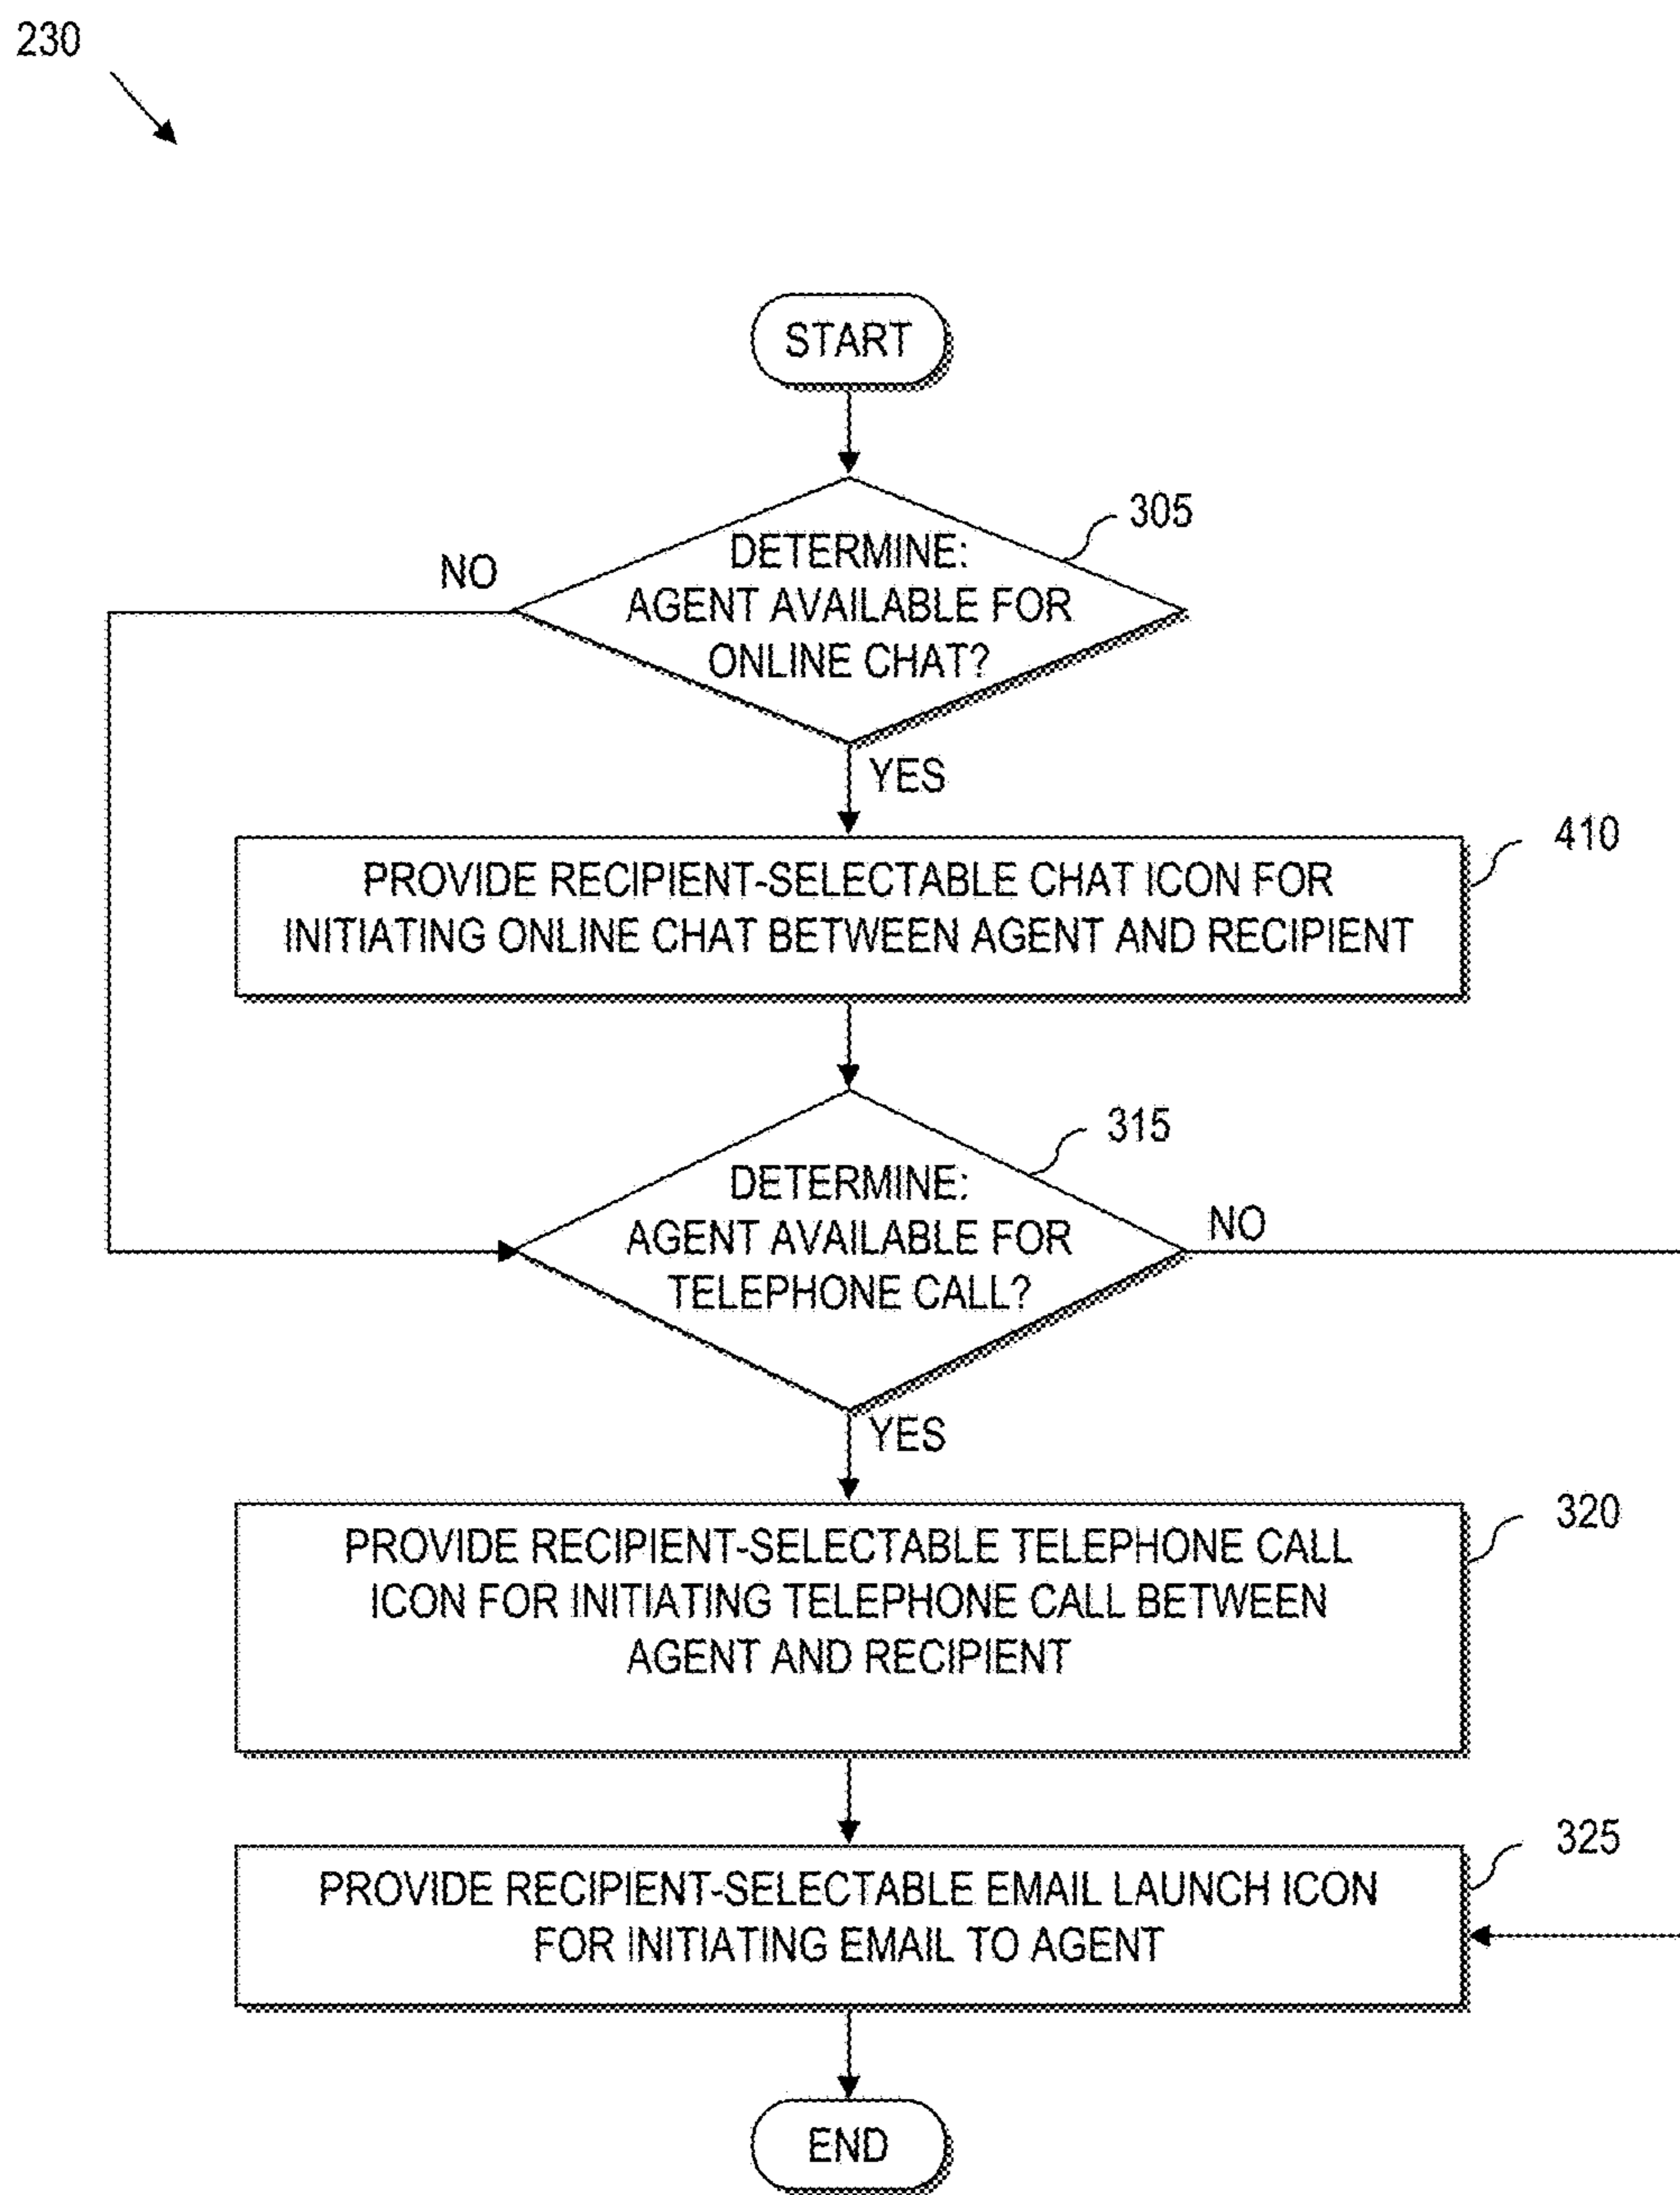 230
START
305
DETERMINE:
AGENT AVAILABLE FOR
ONLINE CHAT?
NO
YES
410
PROVIDE RECIPIENT-SELECTABLE CHAT ICON FOR
INITIATING ONLINE CHAT BETWEEN AGENT AND RECIPIENT
315
DETERMINE:
AGENT AVAILABLE FOR
TELEPHONE CALL?
NO
YES
320
PROVIDE RECIPIENT-SELECTABLE TELEPHONE CALL
ICON FOR INITIATING TELEPHONE CALL BETWEEN
AGENT AND RECIPIENT
325
PROVIDE RECIPIENT-SELECTABLE EMAIL LAUNCH ICON
FOR INITIATING EMAIL TO AGENT
END